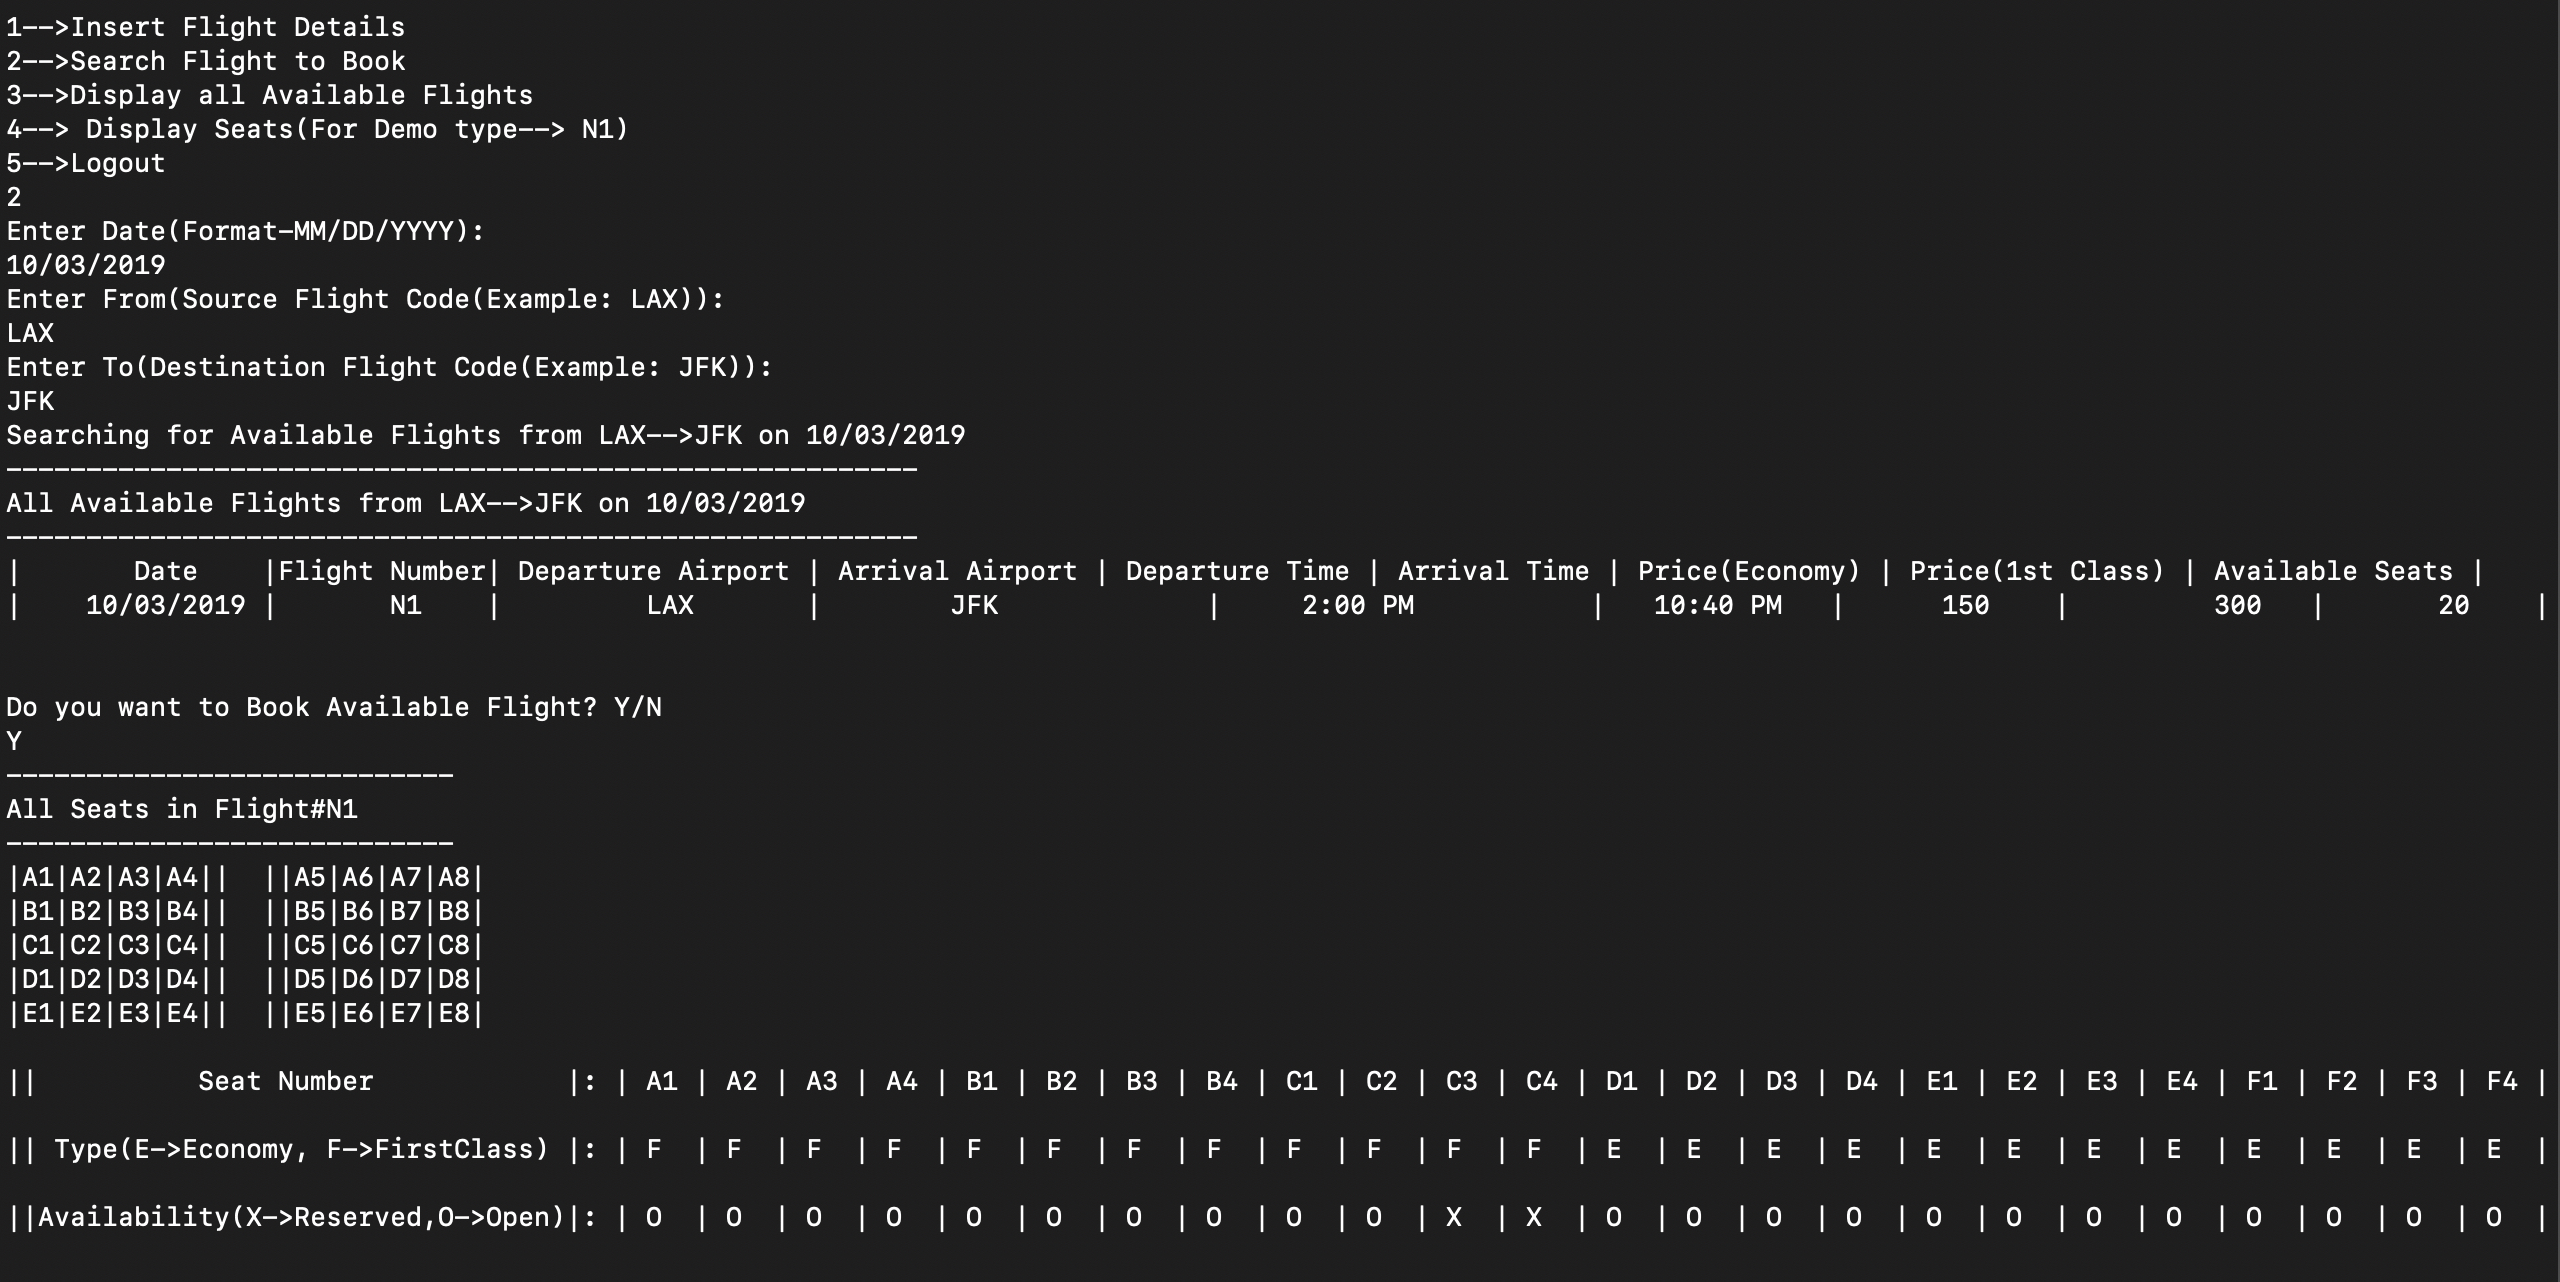 1-->Insert Flight Details
2-->Search Flight to Book
3-->Display all Available Flights
4--> Display Seats(For Demo type--> N1)
5-->Logout
2
Enter Date(Format-MM/DD/YYYY):
10/03/2019
Enter From(Source Flight Code(Example: LAX)):
LAX
Enter To(Destination Flight Code(Example: JFK)):
JFK
Searching for Available Flights from LAX-->JFK on 10/03/2019
---------------------------------------------------------
All Available Flights from LAX-->JFK on 10/03/2019
---------------------------------------------------------
|       Date    |Flight Number| Departure Airport | Arrival Airport | Departure Time | Arrival Time | Price(Economy) | Price(1st Class) | Available Seats |
|    10/03/2019 |       N1    |         LAX       |        JFK             |     2:00 PM           |   10:40 PM   |      150    |         300   |       20    |
Do you want to Book Available Flight? Y/N
Y
----------------------------
All Seats in Flight#N1
----------------------------
|A1|A2|A3|A4||  ||A5|A6|A7|A8|
|B1|B2|B3|B4||  ||B5|B6|B7|B8|
|C1|C2|C3|C4||  ||C5|C6|C7|C8|
|D1|D2|D3|D4||  ||D5|D6|D7|D8|
|E1|E2|E3|E4||  ||E5|E6|E7|E8|
||          Seat Number            |: | A1 | A2 | A3 | A4 | B1 | B2 | B3 | B4 | C1 | C2 | C3 | C4 | D1 | D2 | D3 | D4 | E1 | E2 | E3 | E4 | F1 | F2 | F3 | F4 |
|| Type(E->Economy, F->FirstClass) |: | F  | F  | F  | F  | F  | F  | F  | F  | F  | F  | F  | F  | E  | E  | E  | E  | E  | E  | E  | E  | E  | E  | E  | E  |
||Availability(X->Reserved,O->Open)|: | O  | O  | O  | O  | O  | O  | O  | O  | O  | O  | X  | X  | O  | O  | O  | O  | O  | O  | O  | O  | O  | O  | O  | O  |